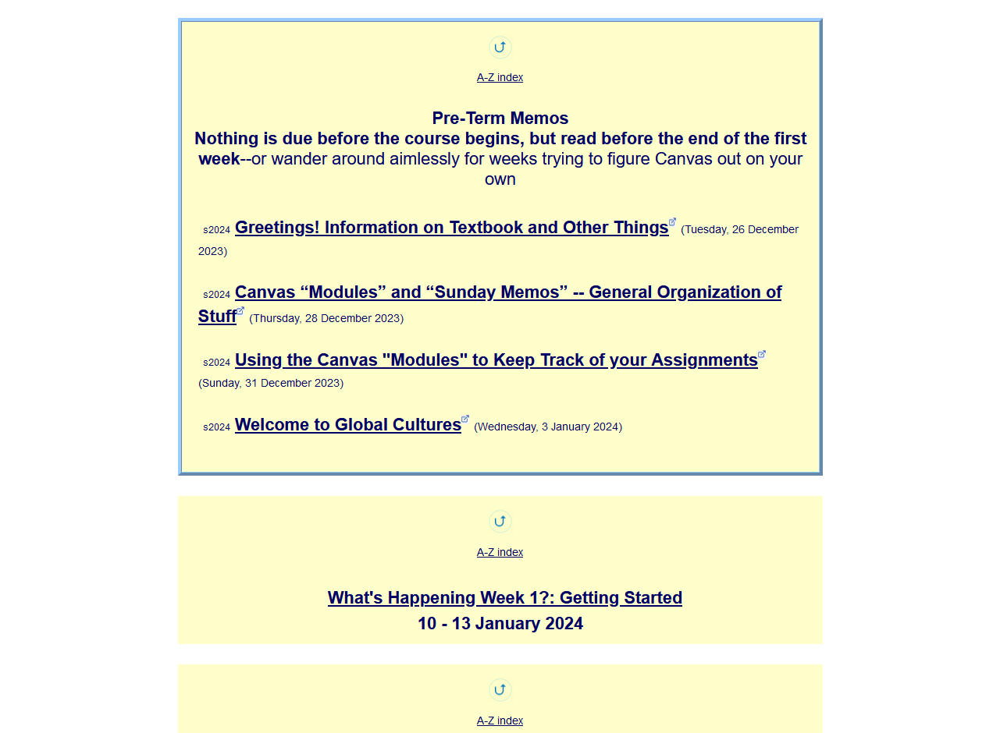 A-Z index
Pre-Term Memos
Nothing is due before the course begins, but read before the end of the first
week--or wander around aimlessly for weeks trying to figure Canvas out on your
own
s2024 Greetings! Information on Textbook and Other Things (Tuesday, 26 December
2023)
s2024 Canvas “Modules” and “Sunday Memos” -- General Organization of
Stuff (Thursday, 28 December 2023)
s2024 Using the Canvas "Modules" to Keep Track of your Assignments
(Sunday, 31 December 2023)
s2024 Welcome to Global Cultures (Wednesday, 3 January 2024)
A-Z index
What's Happening Week 1?: Getting Started
10 - 13 January 2024
A-Z index